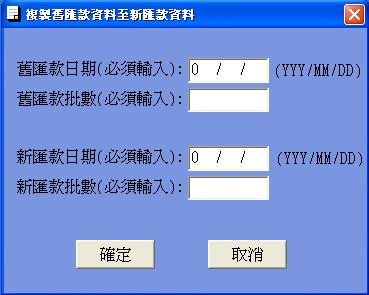 複製舊匯款資料至新匯款資料
舊匯款日期(必須輸入): 0 / / (YYY/MM/DD)
舊匯款批數(必須輸入):
新匯款日期(必須輸入): 0 / / (YYY/MM/DD)
新匯款批數(必須輸入):
確定 取消